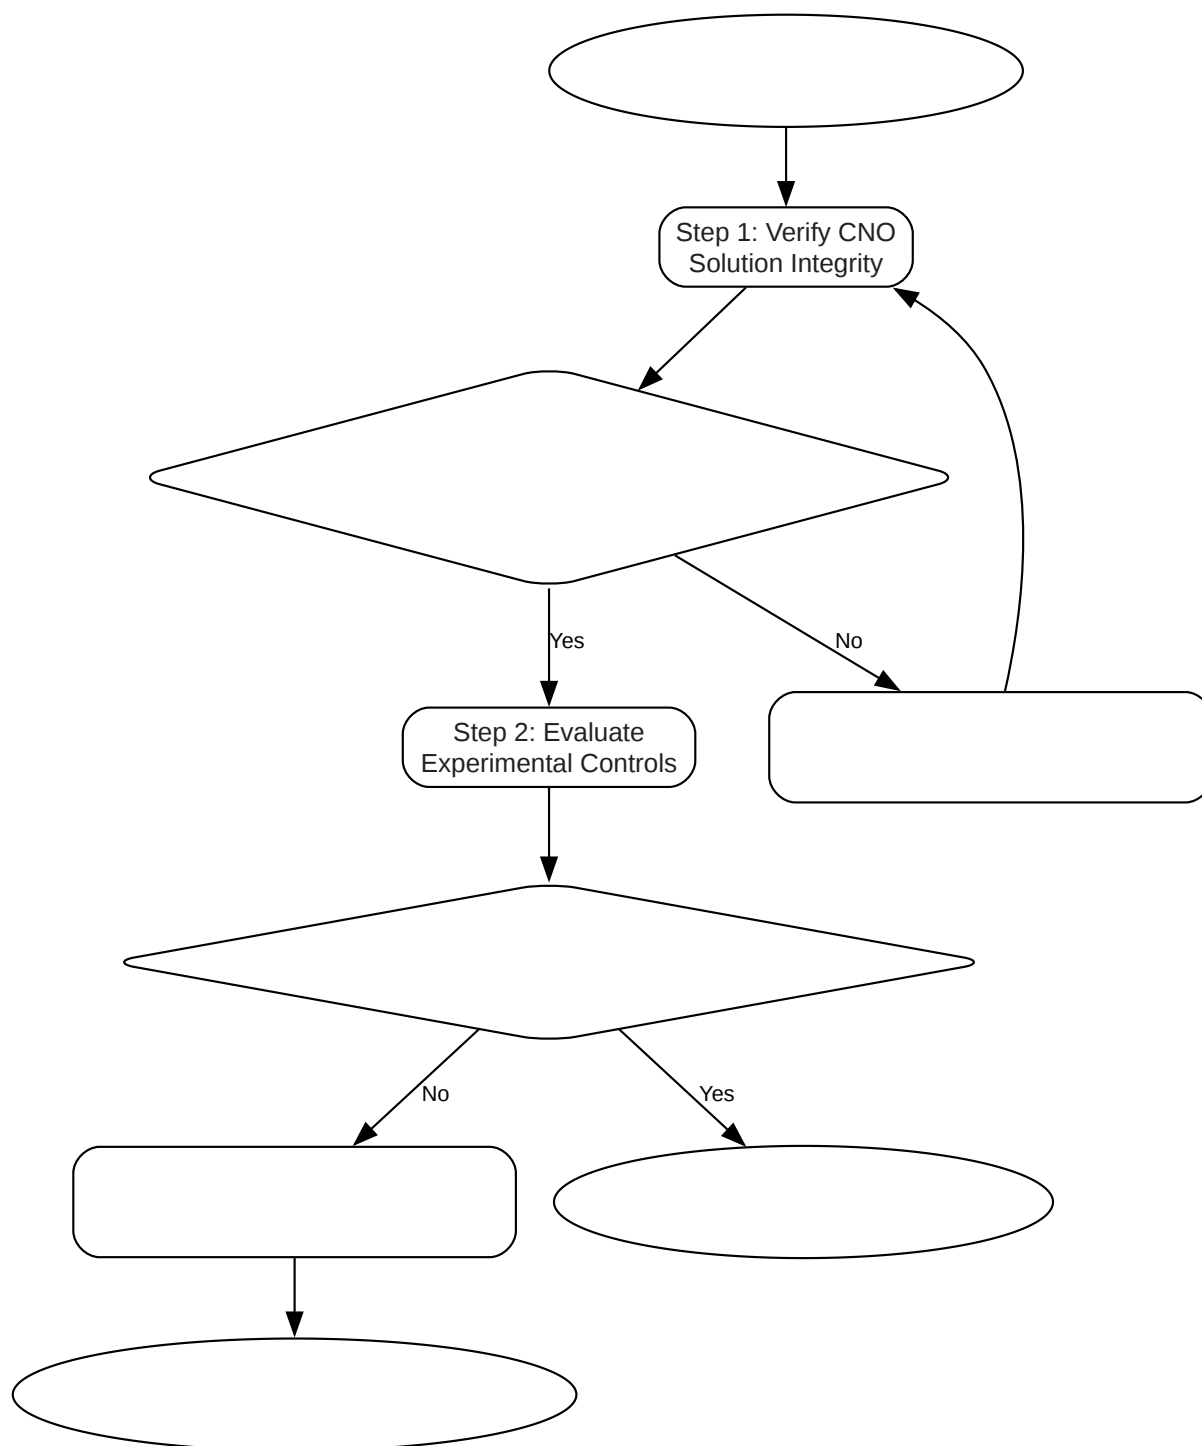 Step 1: Verify CNO
Solution Integrity
Yes
No
Step 2: Evaluate
Experimental Controls
No
Yes